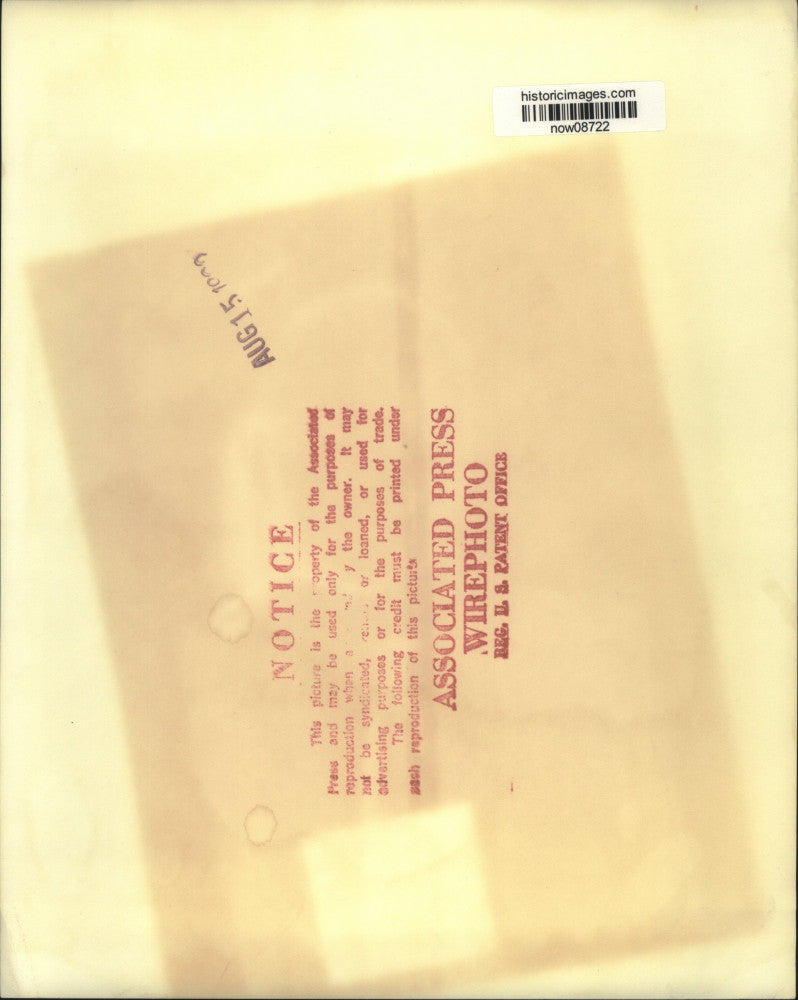 historicimages.com
now08722
AUG 15
NOTICE
This picture is the property of the Associated
Press and may be used only for the purposes of
reproduction when a y the owner. It may
not be syndicated, or loaned, or used for
advertising purposes or for the purposes of trade.
The following credit must be printed under
each reproduction of this picture
ASSOCIATED PRESS
WIREPHOTO
REG. U. S. PATENT OFFICE